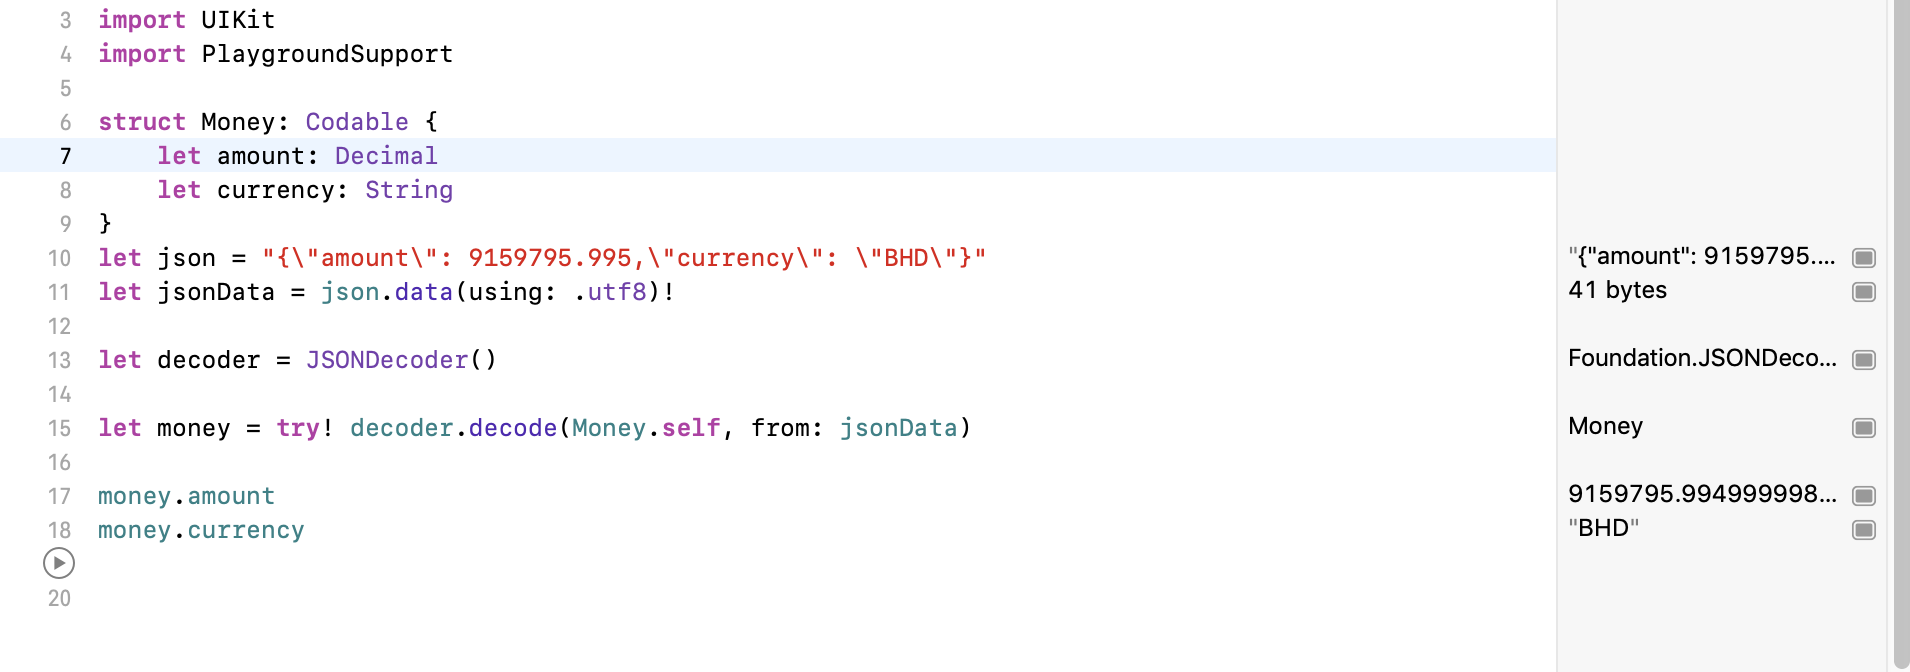 3 import UIKit
4 import PlaygroundSupport
5
6 struct Money: Codable {
7 let amount: Decimal
8 let currency: String
9 }
10 let json = "{\"amount\": 9159795.995,\"currency\": \"BHD\"}" "{"amount": 9159795....
11 let jsonData = json.data(using: .utf8)! 41 bytes
12
13 let decoder = JSONDecoder() Foundation.JSONDeco...
14
15 let money = try! decoder.decode(Money.self, from: jsonData) Money
16
17 money.amount 9159795.994999998...
18 money.currency "BHD"
20